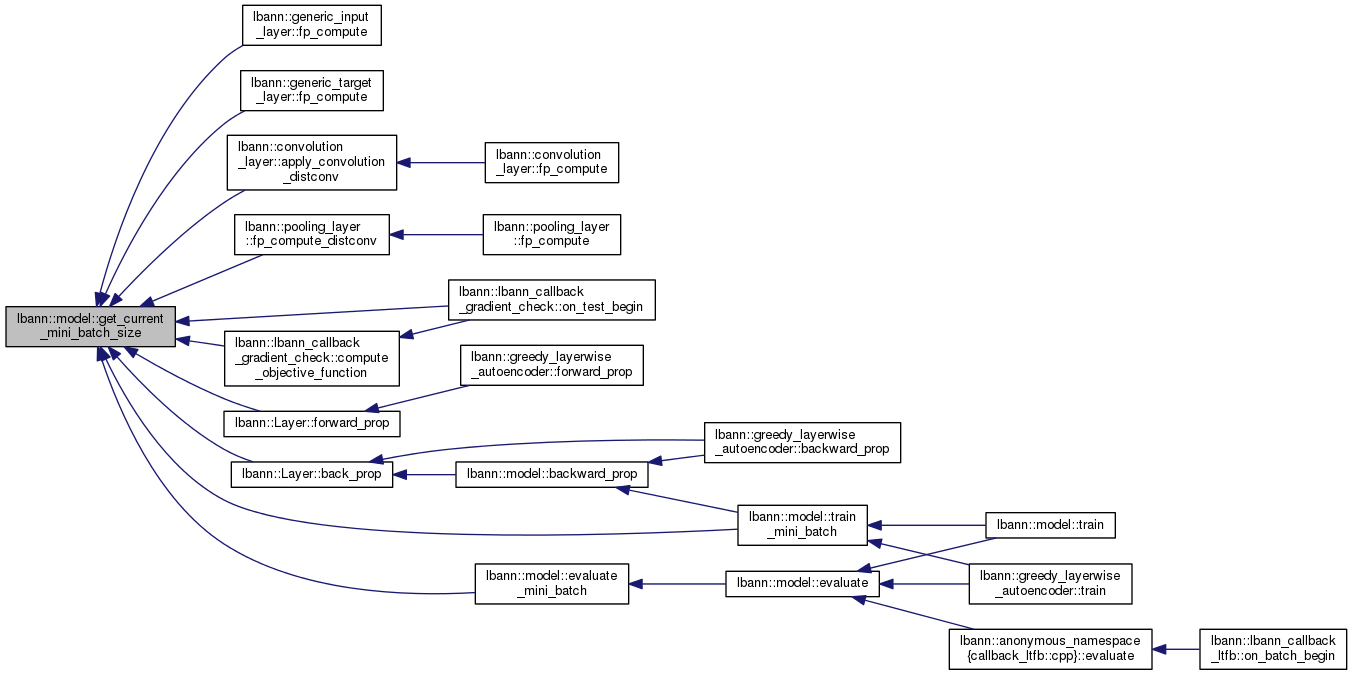 lbann::generic_input
_layer::fp_compute
lbann::generic_target
_layer::fp_compute
lbann::convolution
_layer::apply_convolution
_distconv
lbann::convolution
_layer::fp_compute
lbann::pooling_layer
::fp_compute_distconv
lbann::pooling_layer
::fp_compute
lbann::model::get_current
_mini_batch_size
lbann::lbann_callback
_gradient_check::on_test_begin
lbann::lbann_callback
_gradient_check::compute
_objective_function
lbann::greedy_layerwise
_autoencoder::forward_prop
lbann::Layer::forward_prop
lbann::greedy_layerwise
_autoencoder::backward_prop
lbann::Layer::back_prop
lbann::model::backward_prop
lbann::model::train
_mini_batch
lbann::model::train
lbann::model::evaluate
_mini_batch
lbann::model::evaluate
lbann::greedy_layerwise
_autoencoder::train
lbann::anonymous_namespace
{callback_ltfb::cpp}::evaluate
lbann::lbann_callback
_ltfb::on_batch_begin